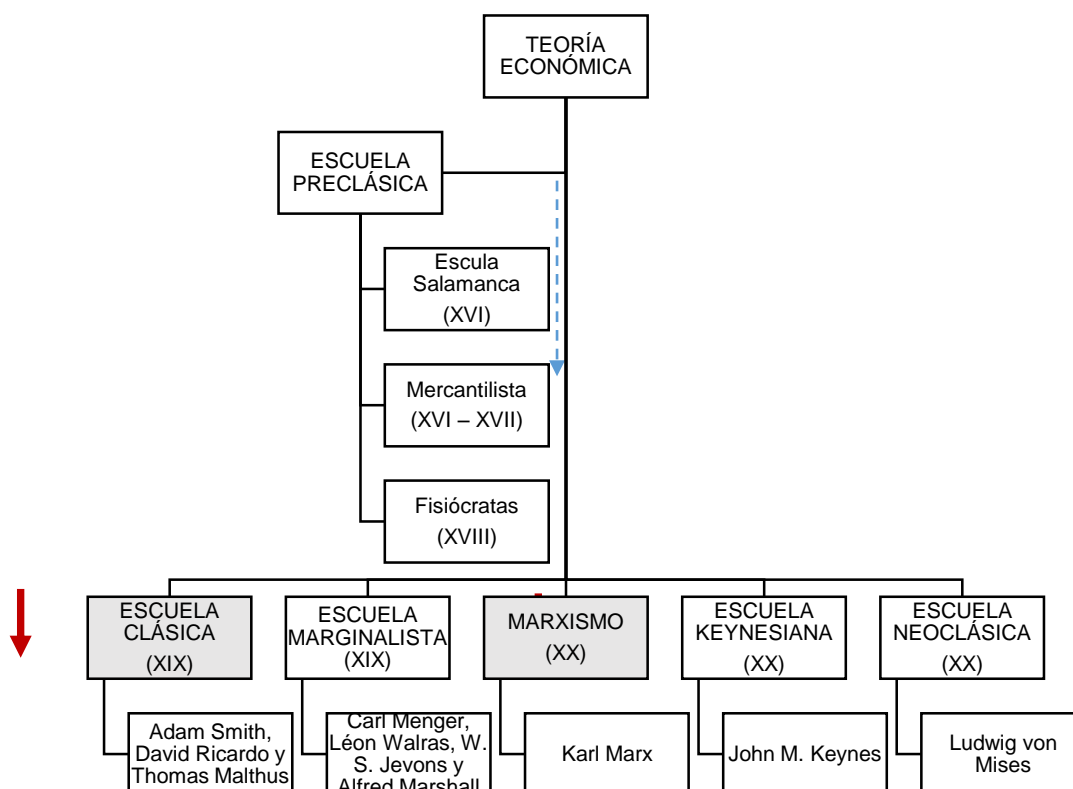 TEORÍA
ECONÓMICA
ESCUELA
PRECLÁSICA
Escula
Salamanca
(XVI)
Mercantilista
(XVI – XVII)
Fisiócratas
(XVIII)
ESCUELA
CLÁSICA
(XIX)
Adam Smith,
David Ricardo y
Thomas Malthus
ESCUELA
MARGINALISTA
(XIX)
Carl Menger,
Léon Walras, W.
S. Jevons y
Alfred Marshall
MARXISMO
(XX)
Karl Marx
ESCUELA
KEYNESIANA
(XX)
John M. Keynes
ESCUELA
NEOCLÁSICA
(XX)
Ludwig von
Mises